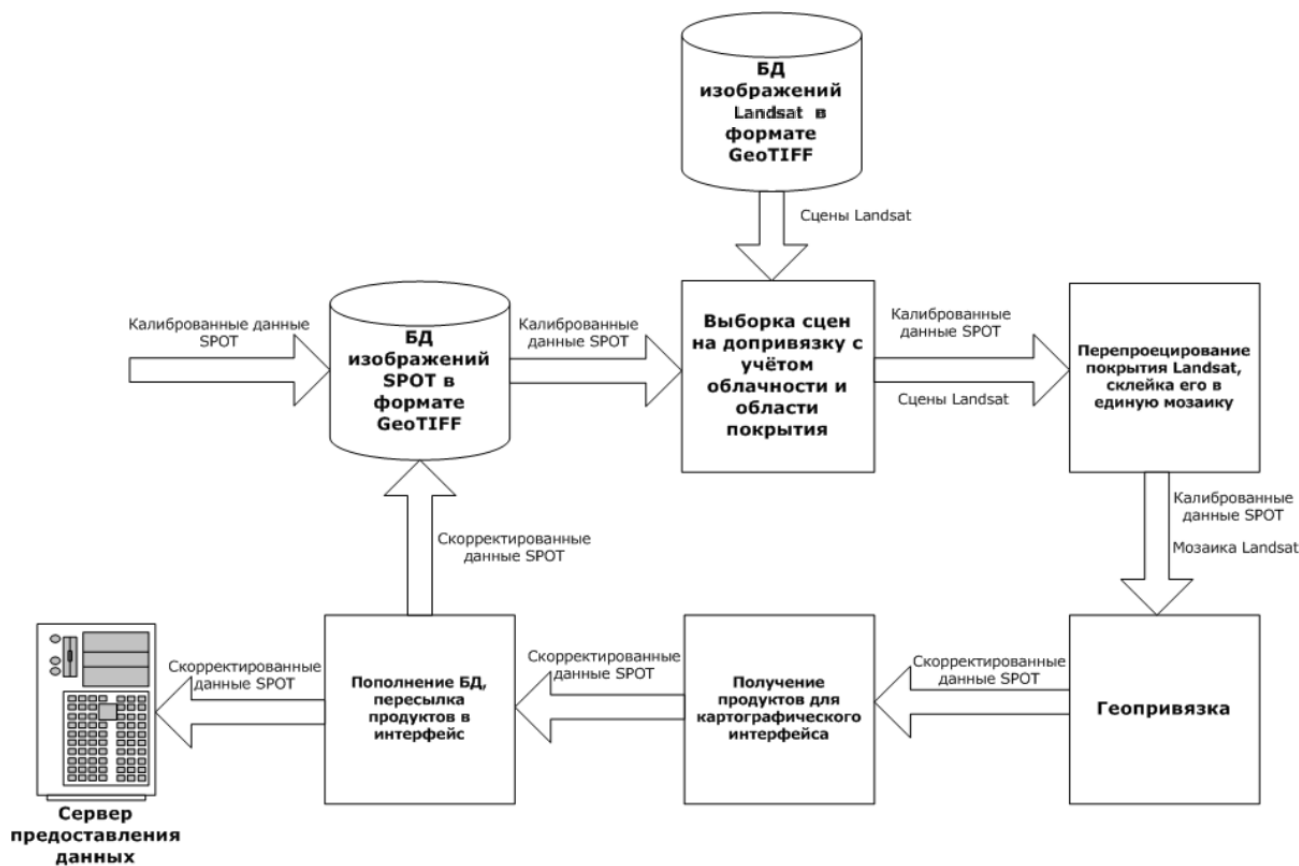 БД
изображений
Landsat в
формате
GeoTIFF
Сцены Landsat
Калиброванные данные
SPOT
БД
изображений
SPOT в
формате
GeoTIFF
Калиброванные
данные SPOT
Выборка сцен
на допривязку с
учётом
облачности и
области
покрытия
Калиброванные
данные SPOT
Сцены Landsat
Перепроецирование
покрытия Landsat,
склейка его в
единую мозаику
Калиброванные
данные SPOT
Мозаика Landsat
Скорректированные
данные SPOT
Геопривязка
Скорректированные
данные SPOT
Получение
продуктов для
картографического
интерфейса
Скорректированные
данные SPOT
Пополнение БД,
пересылка
продуктов в
интерфейс
Скорректированные
данные SPOT
Сервер
предоставления
данных